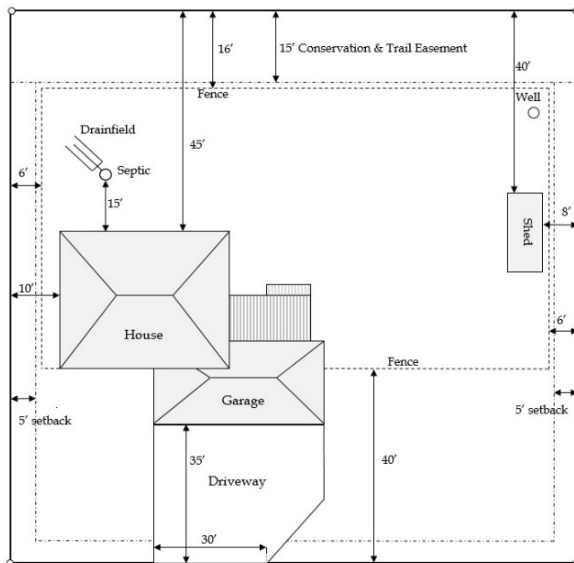 16′
15′ Conservation & Trail Easement
40′
Fence
Well
Drainfield
45′
Septic
6′
15′
8′
Shed
10′
6′
House
Fence
Garage
5′ setback
5′ setback
35′
40′
Driveway
30′